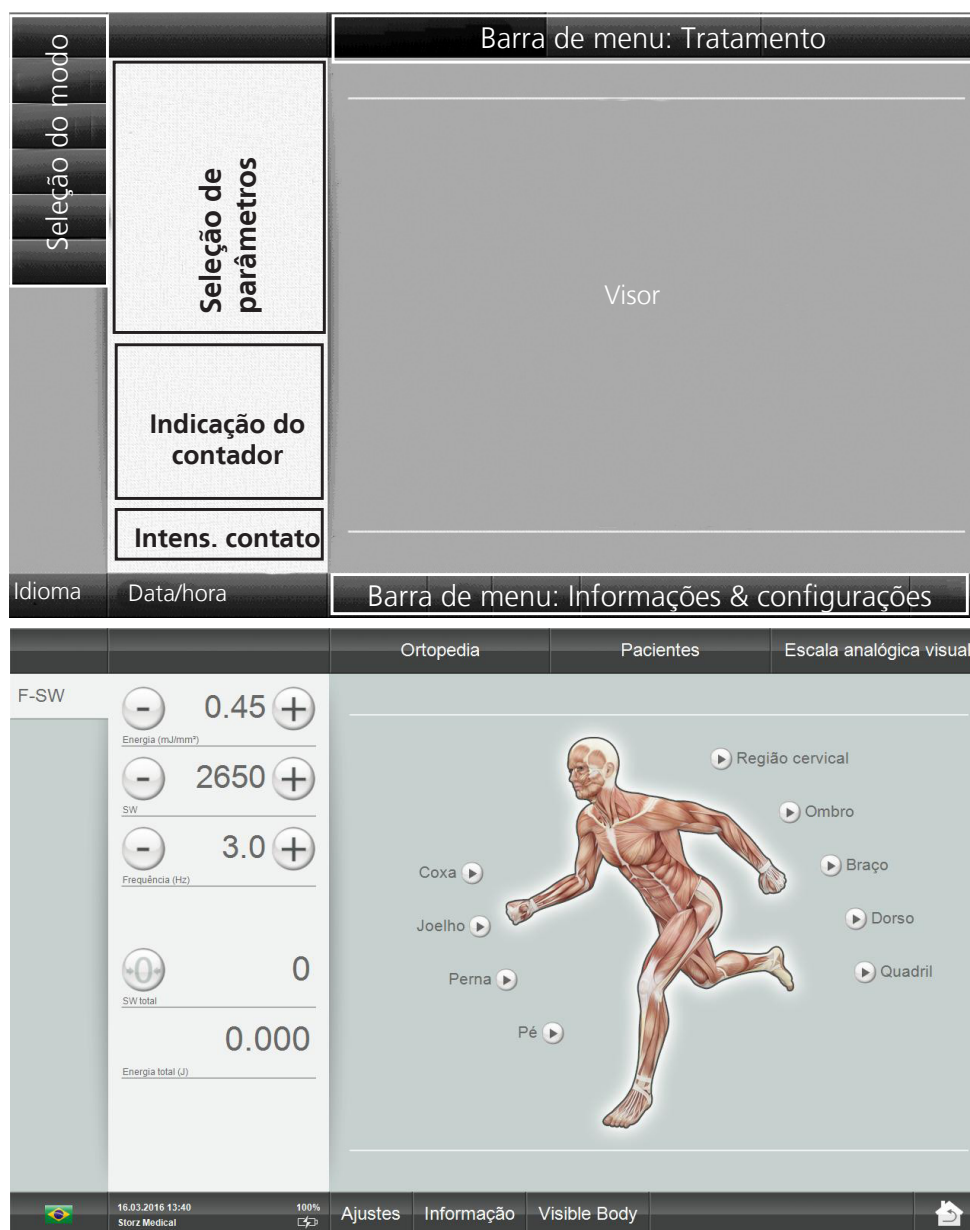 Seleção do modo
Barra de menu: Tratamento
Seleção de
parâmetros
Visor
Indicação do
contador
Intens. contato
Idioma
Data/hora
Barra de menu: Informações & configurações
Ortopedia
Pacientes
Escala analógica visual
F-SW
- 0.45 +
Energia (mJ/mm²)
- 2650 +
SW
- 3.0 +
Frequência (Hz)
0 0
SW total
0.000
Energia total (J)
Região cervical
Ombro
Braço
Dorso
Quadril
Coxa
Joelho
Perna
Pé
16.03.2016 13:40 100%
Storz Medical
Ajustes Informação Visible Body